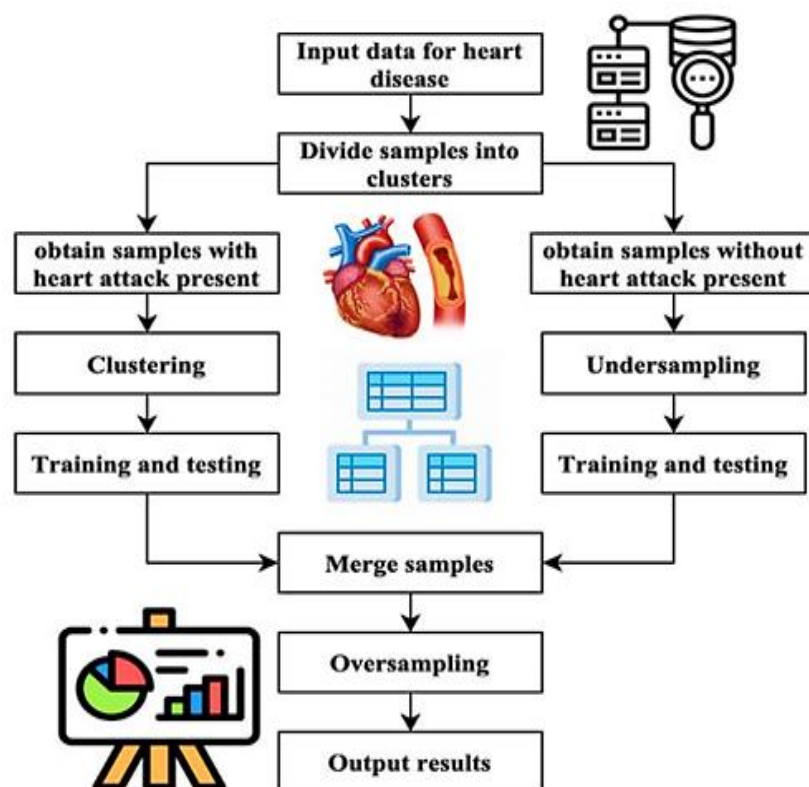 Input data for heart
disease
Divide samples into
clusters
obtain samples with
heart attack present
obtain samples without
heart attack present
Clustering
Undersampling
Training and testing
Training and testing
Merge samples
Oversampling
Output results